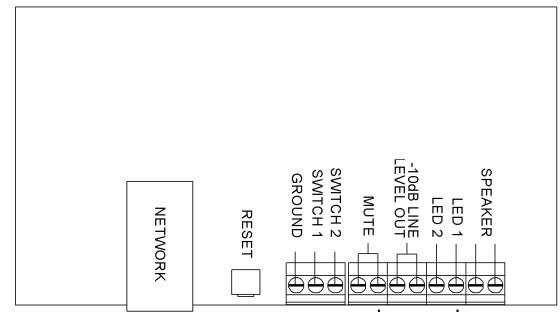 NETWORK
RESET
GROUND
SWITCH 1
SWITCH 2
MUTE
-10dB LINE
LEVEL OUT
LED 2
LED 1
SPEAKER